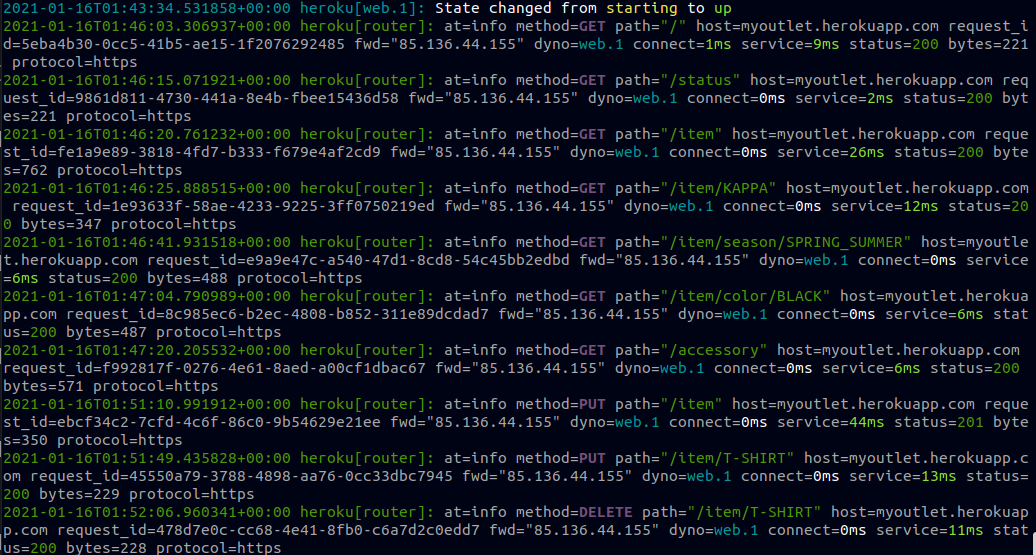 2021-01-16T01:43:34.531858+00:00 heroku[web.1]: State changed from starting to up
2021-01-16T01:46:03.306937+00:00 heroku[router]: at=info method=GET path="/" host=myoutlet.herokuapp.com request_i
d=5eba4b30-0cc5-41b5-ae15-1f2076292485 fwd="85.136.44.155" dyno=web.1 connect=1ms service=9ms status=200 bytes=221
 protocol=https
2021-01-16T01:46:15.071921+00:00 heroku[router]: at=info method=GET path="/status" host=myoutlet.herokuapp.com req
uest_id=9861d811-4730-441a-8e4b-fbee15436d58 fwd="85.136.44.155" dyno=web.1 connect=0ms service=2ms status=200 byt
es=221 protocol=https
2021-01-16T01:46:20.761232+00:00 heroku[router]: at=info method=GET path="/item" host=myoutlet.herokuapp.com reque
st_id=fe1a9e89-3818-4fd7-b333-f679e4af2cd9 fwd="85.136.44.155" dyno=web.1 connect=0ms service=26ms status=200 byte
s=762 protocol=https
2021-01-16T01:46:25.888515+00:00 heroku[router]: at=info method=GET path="/item/KAPPA" host=myoutlet.herokuapp.com
 request_id=1e93633f-58ae-4233-9225-3ff0750219ed fwd="85.136.44.155" dyno=web.1 connect=0ms service=12ms status=20
0 bytes=347 protocol=https
2021-01-16T01:46:41.931518+00:00 heroku[router]: at=info method=GET path="/item/season/SPRING_SUMMER" host=myoutle
t.herokuapp.com request_id=e9a9e47c-a540-47d1-8cd8-54c45bb2edbd fwd="85.136.44.155" dyno=web.1 connect=0ms service
=6ms status=200 bytes=488 protocol=https
2021-01-16T01:47:04.790989+00:00 heroku[router]: at=info method=GET path="/item/color/BLACK" host=myoutlet.herokua
pp.com request_id=8c985ec6-b2ec-4808-b852-311e89dcdad7 fwd="85.136.44.155" dyno=web.1 connect=0ms service=6ms stat
us=200 bytes=487 protocol=https
2021-01-16T01:47:20.205532+00:00 heroku[router]: at=info method=GET path="/accessory" host=myoutlet.herokuapp.com
request_id=f992817f-0276-4e61-8aed-a00cf1dbac67 fwd="85.136.44.155" dyno=web.1 connect=0ms service=6ms status=200
bytes=571 protocol=https
2021-01-16T01:51:10.991912+00:00 heroku[router]: at=info method=PUT path="/item" host=myoutlet.herokuapp.com reque
st_id=ebcf34c2-7cfd-4c6f-86c0-9b54629e21ee fwd="85.136.44.155" dyno=web.1 connect=0ms service=44ms status=201 byte
s=350 protocol=https
2021-01-16T01:51:49.435828+00:00 heroku[router]: at=info method=PUT path="/item/T-SHIRT" host=myoutlet.herokuapp.c
om request_id=45550a79-3788-4898-aa76-0cc33dbc7945 fwd="85.136.44.155" dyno=web.1 connect=0ms service=13ms status=
200 bytes=229 protocol=https
2021-01-16T01:52:06.960341+00:00 heroku[router]: at=info method=DELETE path="/item/T-SHIRT" host=myoutlet.herokuap
p.com request_id=478d7e0c-cc68-4e41-8fb0-c6a7d2c0edd7 fwd="85.136.44.155" dyno=web.1 connect=0ms service=11ms stat
us=200 bytes=228 protocol=https